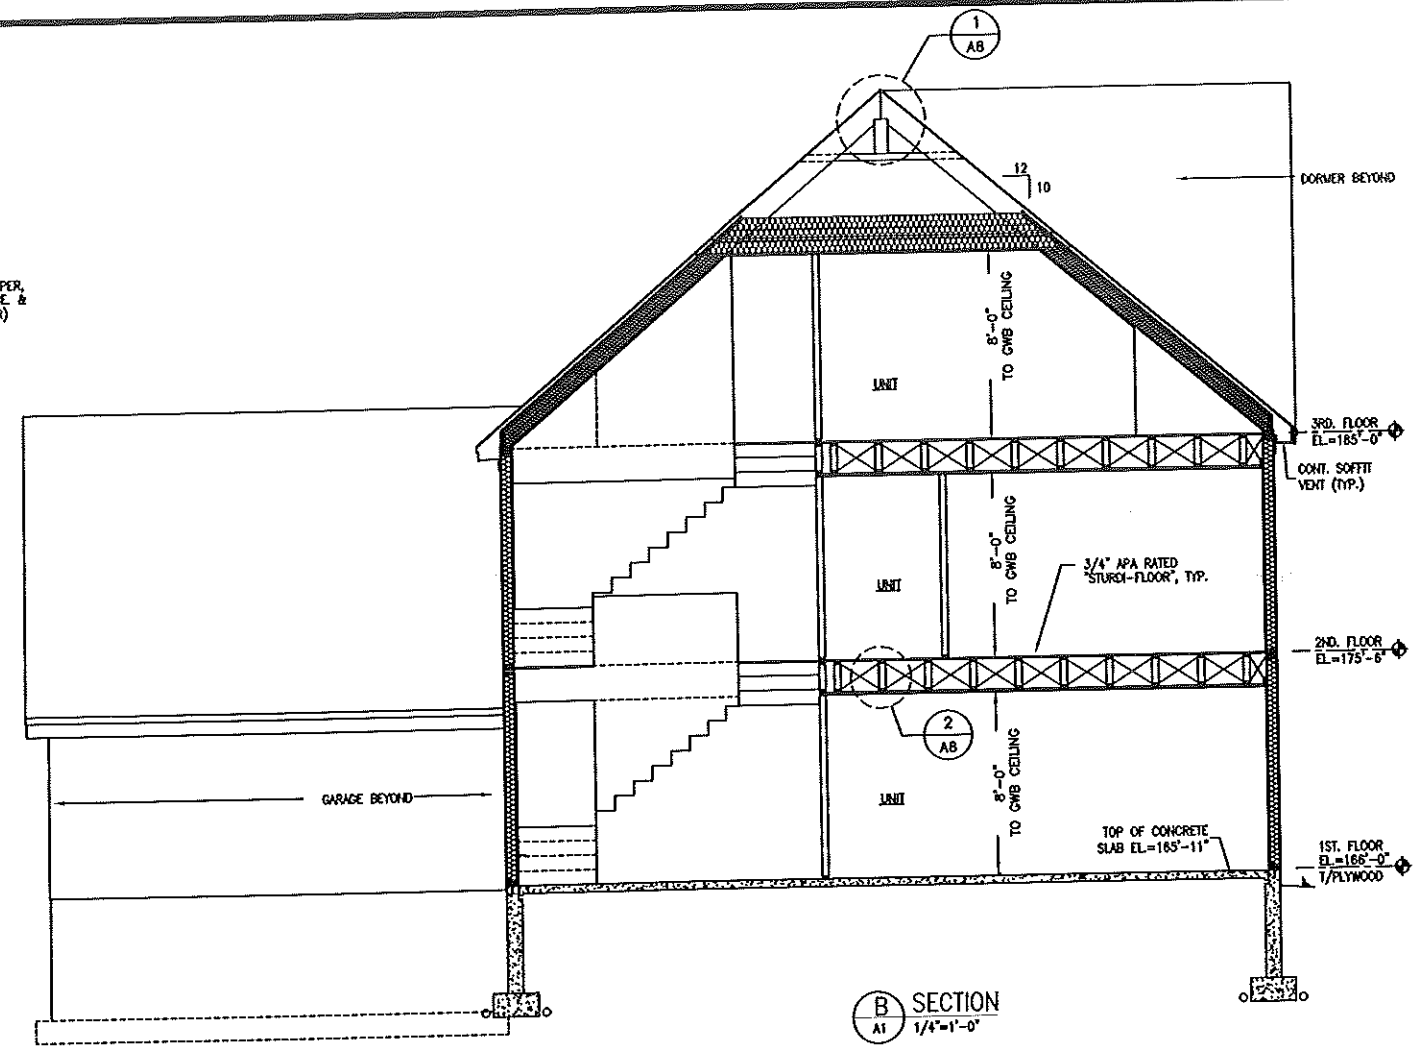 1
A8
12
10
DORMER BEYOND
PER,
E. &
R)
8'-0"
TO GWB CEILING
UNIT
3RD. FLOOR
EL.=185'-0"
CONT. SOFFIT
VENT (TYP.)
8'-0"
TO GWB CEILING
3/4" APA RATED
"STURDI-FLOOR", TYP.
UNIT
2ND. FLOOR
EL.=175'-6"
2
A8
8'-0"
TO GWB CEILING
GARAGE BEYOND
UNIT
TOP OF CONCRETE
SLAB EL.=165'-11"
1ST. FLOOR
EL.=166'-0"
T/PLYWOOD
B
A1
SECTION
1/4"=1'-0"